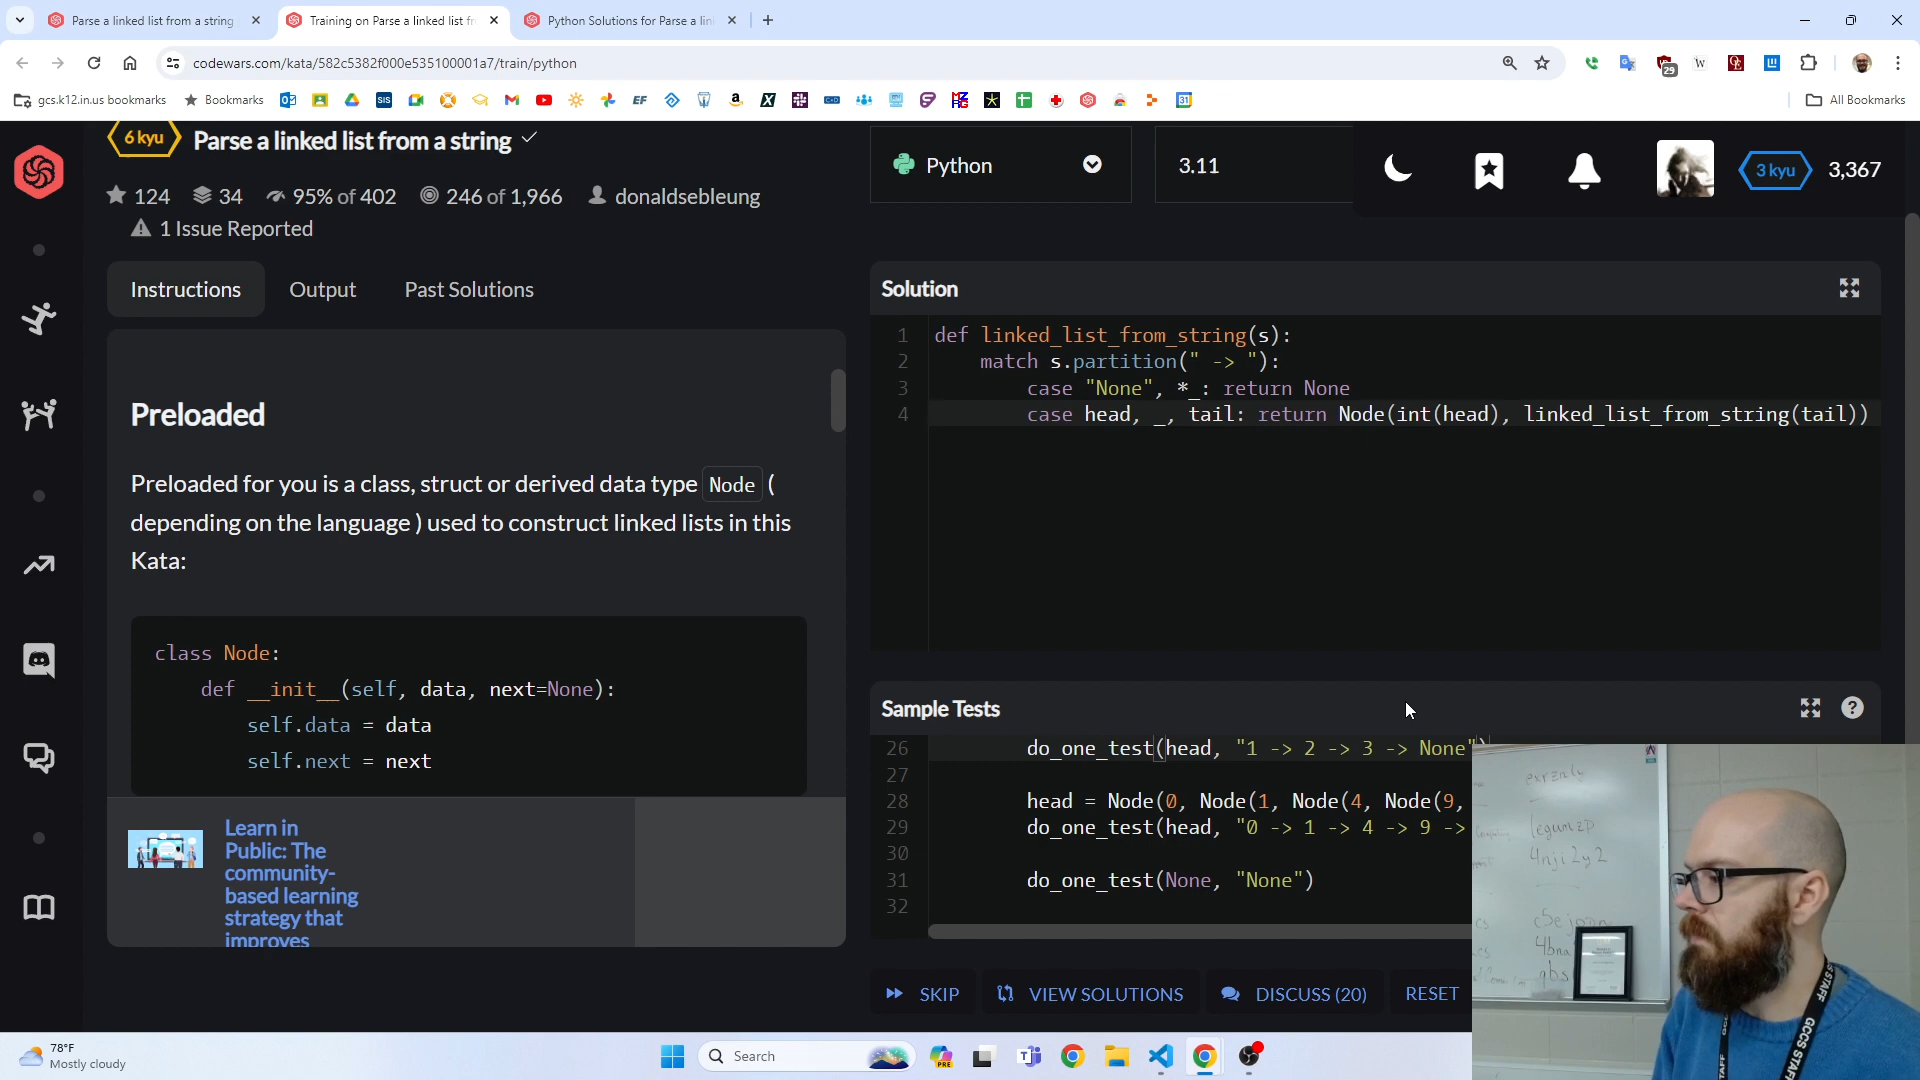 Parse a linked list from a string
Training on Parse a linked list fr
Python Solutions for Parse a lin
codewars.com/kata/582c5382f000e535100001a7/train/python
29
gcs.k12.in.us bookmarks
Bookmarks
All Bookmarks
6 kyu
Parse a linked list from a string
124
34
95% of 402
246 of 1,966
donaldsebleung
1 Issue Reported
Python
3.11
3 kyu
3,367
Instructions
Output
Past Solutions
Preloaded
Preloaded for you is a class, struct or derived data type Node (
depending on the language ) used to construct linked lists in this
Kata:
class Node:
def __init__(self, data, next=None):
self.data = data
self.next = next
Learn in
Public: The
community-
based learning
strategy that
improves
Solution
1 def linked_list_from_string(s):
2 match s.partition(" -> "):
3 case "None", *_: return None
4 case head, _, tail: return Node(int(head), linked_list_from_string(tail))
Sample Tests
26 do_one_test(head, "1 -> 2 -> 3 -> None")
27
28 head = Node(0, Node(1, Node(4, Node(9,
29 do_one_test(head, "0 -> 1 -> 4 -> 9 ->
30
31 do_one_test(None, "None")
32
SKIP
VIEW SOLUTIONS
DISCUSS (20)
RESET
GCCS STAFF
78°F
Mostly cloudy
Search